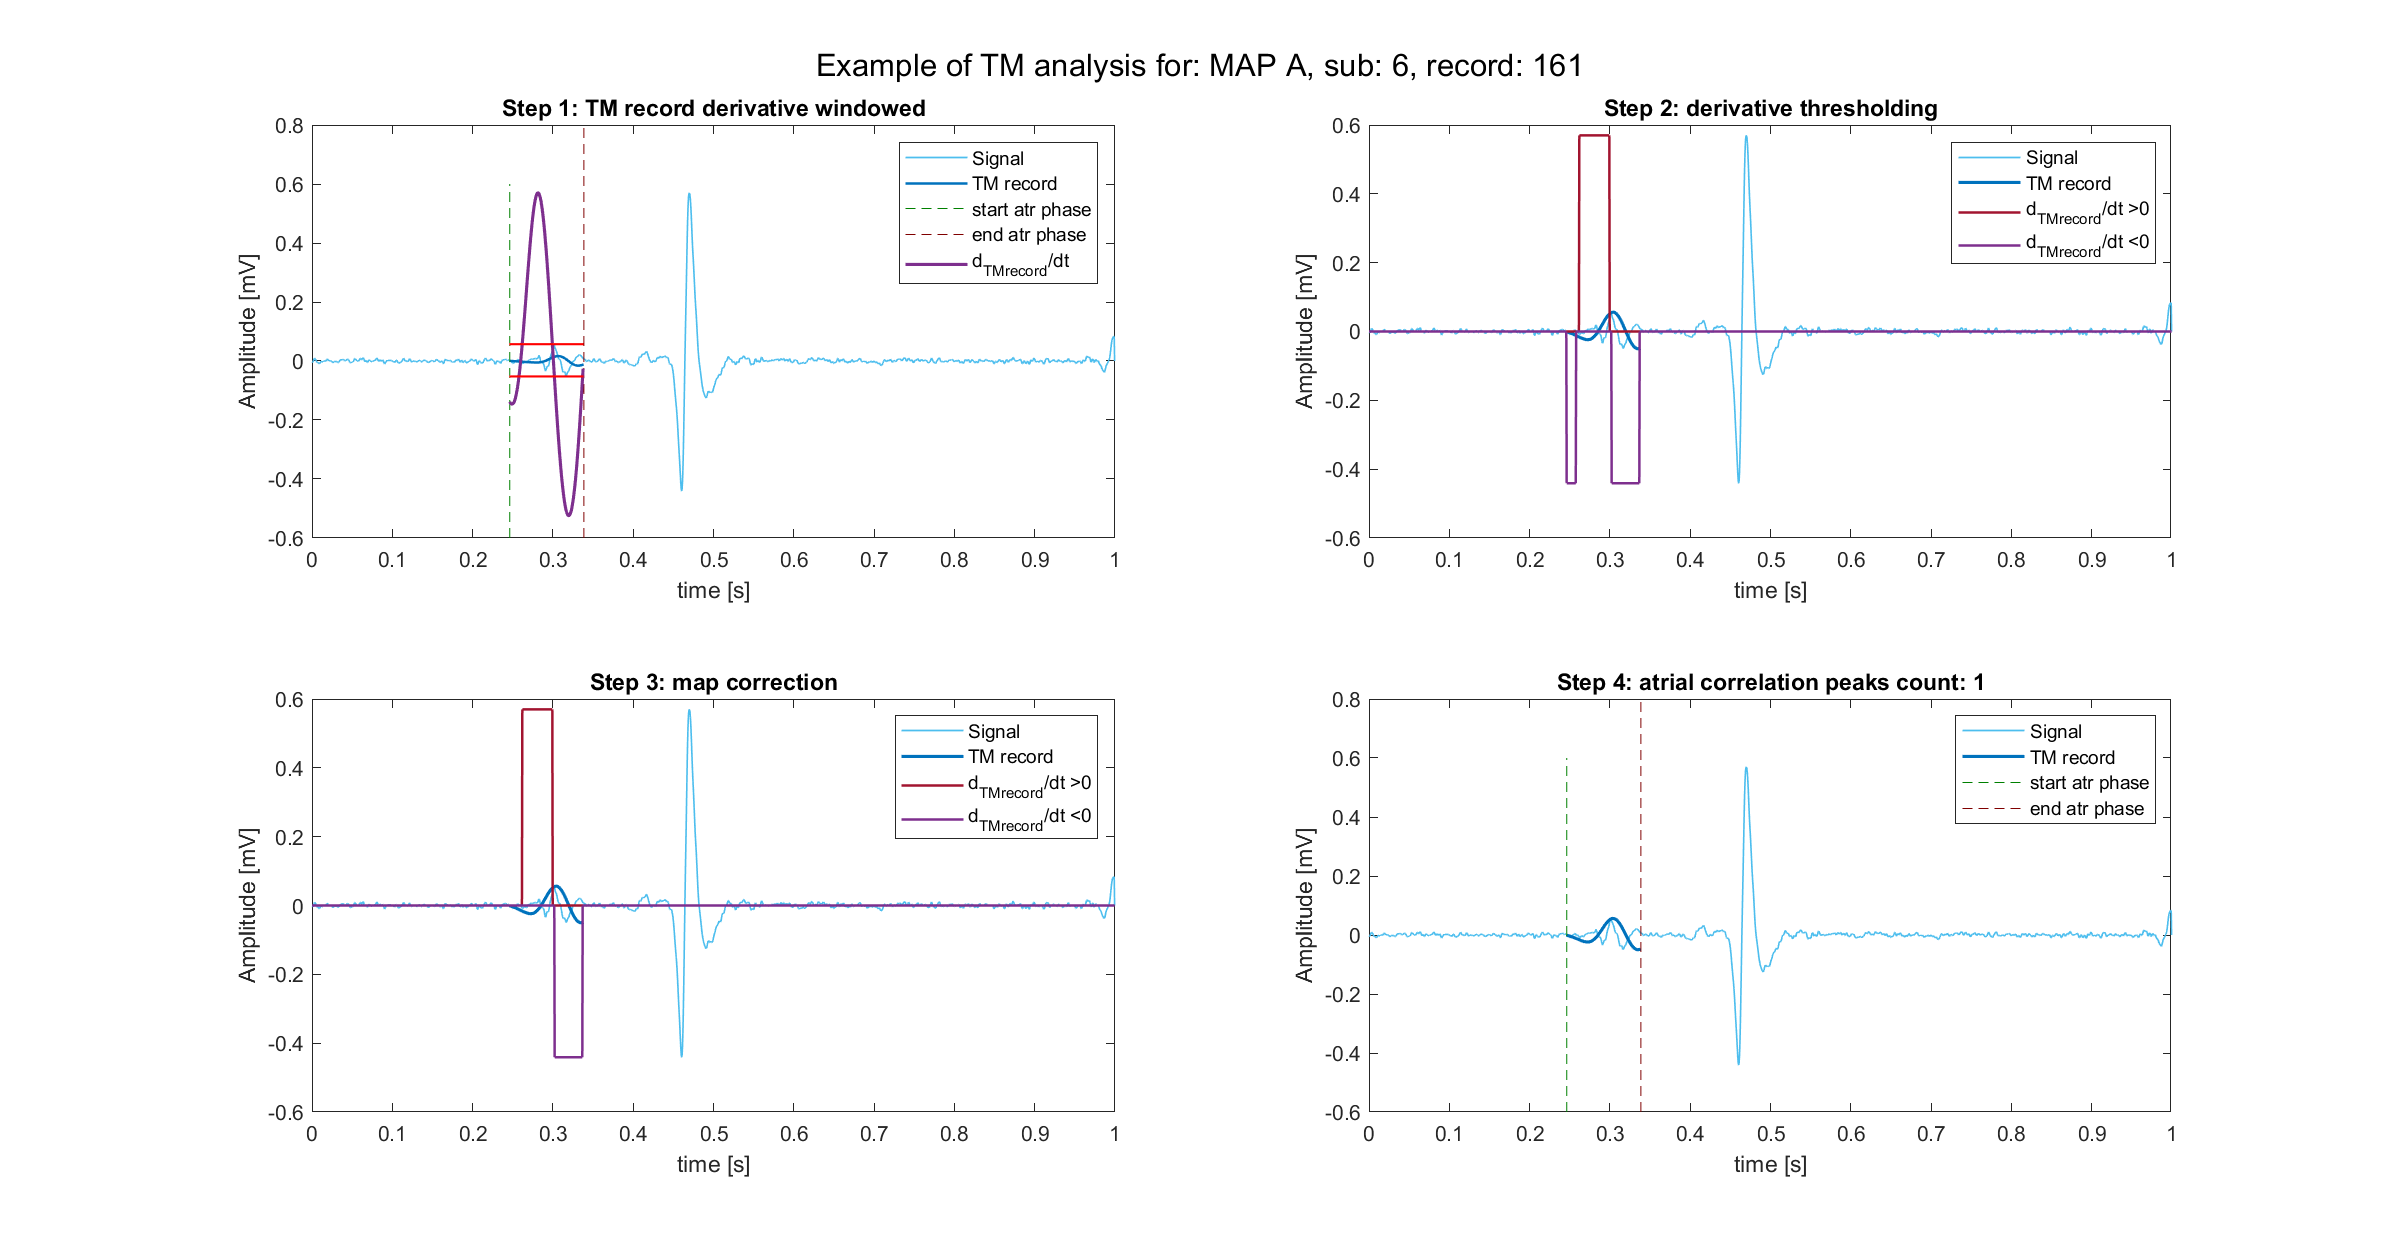 Example of TM analysis for: MAP A, sub: 6, record: 161
Step 1: TM record derivative windowed
0.8
0.6
0.4
0.2
0
-0.2
-0.4
-0.6
Amplitude [mV]
0 0.1 0.2 0.3 0.4 0.5 0.6 0.7 0.8 0.9 1
time [s]
Signal
TM record
start atr phase
end atr phase
dTMrecord/dt
Step 2: derivative thresholding
0.6
0.4
0.2
0
-0.2
-0.4
-0.6
Amplitude [mV]
0 0.1 0.2 0.3 0.4 0.5 0.6 0.7 0.8 0.9 1
time [s]
Signal
TM record
dTMrecord/dt >0
dTMrecord/dt <0
Step 3: map correction
0.6
0.4
0.2
0
-0.2
-0.4
-0.6
Amplitude [mV]
0 0.1 0.2 0.3 0.4 0.5 0.6 0.7 0.8 0.9 1
time [s]
Signal
TM record
dTMrecord/dt >0
dTMrecord/dt <0
Step 4: atrial correlation peaks count: 1
0.8
0.6
0.4
0.2
0
-0.2
-0.4
-0.6
Amplitude [mV]
0 0.1 0.2 0.3 0.4 0.5 0.6 0.7 0.8 0.9 1
time [s]
Signal
TM record
start atr phase
end atr phase